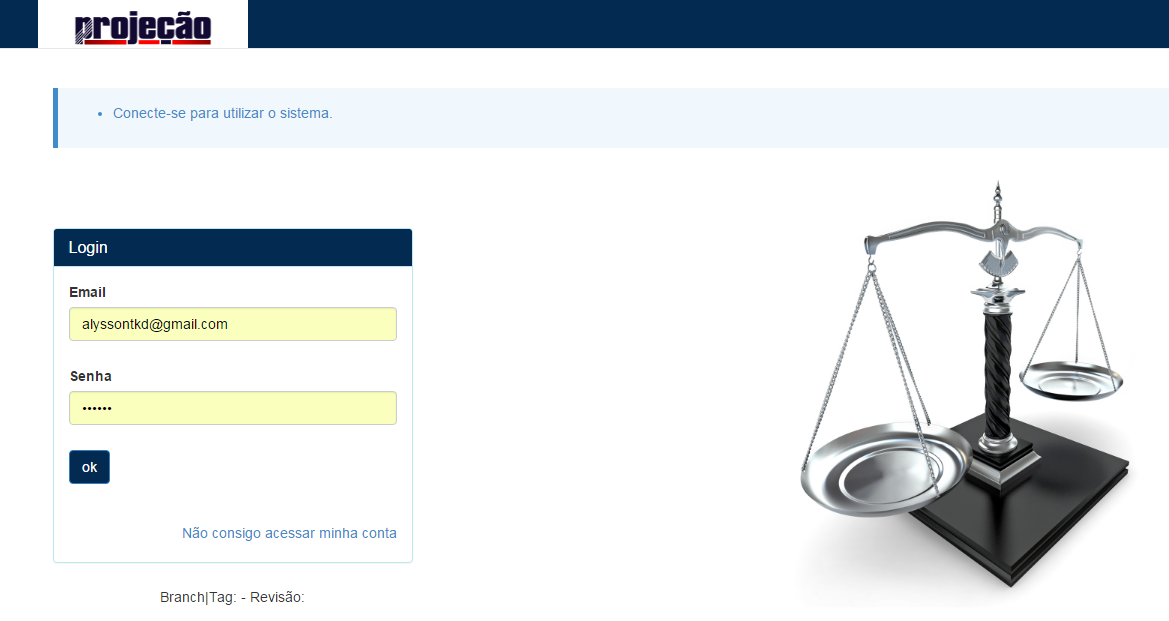 projeção
Conecte-se para utilizar o sistema.
Login
Email
alyssontkd@gmail.com
Senha
••••••
ok
Não consigo acessar minha conta
Branch|Tag: - Revisão: